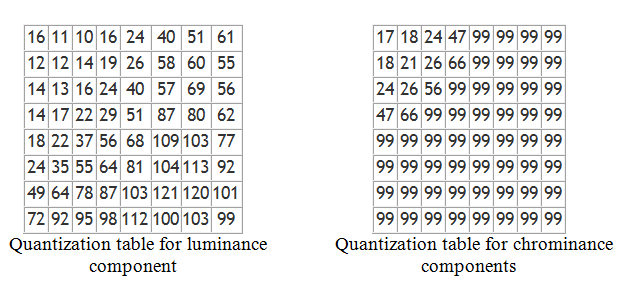 16 11 10 16 24 40 51 61
12 12 14 19 26 58 60 55
14 13 16 24 40 57 69 56
14 17 22 29 51 87 80 62
18 22 37 56 68 109 103 77
24 35 55 64 81 104 113 92
49 64 78 87 103 121 120 101
72 92 95 98 112 100 103 99
Quantization table for luminance
component
17 18 24 47 99 99 99 99
18 21 26 66 99 99 99 99
24 26 56 99 99 99 99 99
47 66 99 99 99 99 99 99
99 99 99 99 99 99 99 99
99 99 99 99 99 99 99 99
99 99 99 99 99 99 99 99
99 99 99 99 99 99 99 99
Quantization table for chrominance
components